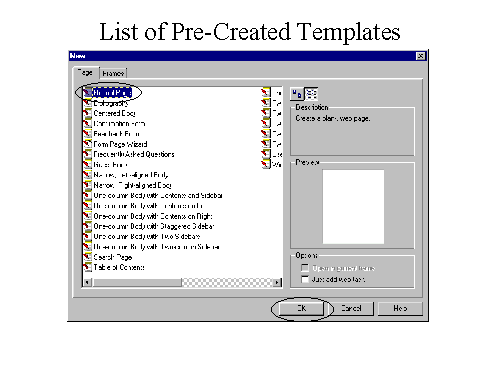 List of Pre-Created Templates
New
Page
Frames
Normal Page
Bibliography
Centered Body
Confirmation Form
Feedback Form
Form Page Wizard
Frequently Asked Questions
Guest Book
Narrow, Left-aligned Body
Narrow, Right-aligned Body
One-column Body with Contents and Sidebar
One-column Body with Contents on Left
One-column Body with Contents on Right
One-column Body with Staggered Sidebar
One-column Body with Two Sidebars
One-column Body with Two-column Sidebar
Search Page
Table of Contents
Description
Create a blank web page.
Preview
Options
Just add web task
OK
Cancel
Help